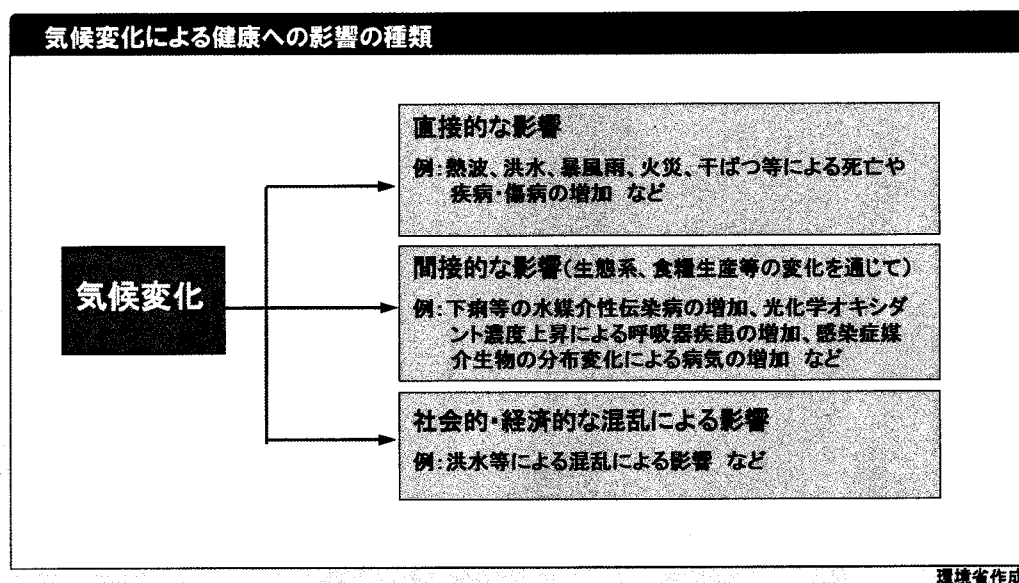 気候変化による健康への影響の種類
直接的な影響
例:熱波、洪水、暴風雨、火災、干ばつ等による死亡や
疾病・傷病の増加 など
間接的な影響(生態系、食糧生産等の変化を通じて)
気候変化
例:下痢等の水媒介性伝染病の増加、光化学オキシダ
ント濃度上昇による呼吸器疾患の増加、感染症媒
介生物の分布変化による病気の増加 など
社会的・経済的な混乱による影響
例:洪水等による混乱による影響 など
環境省作成